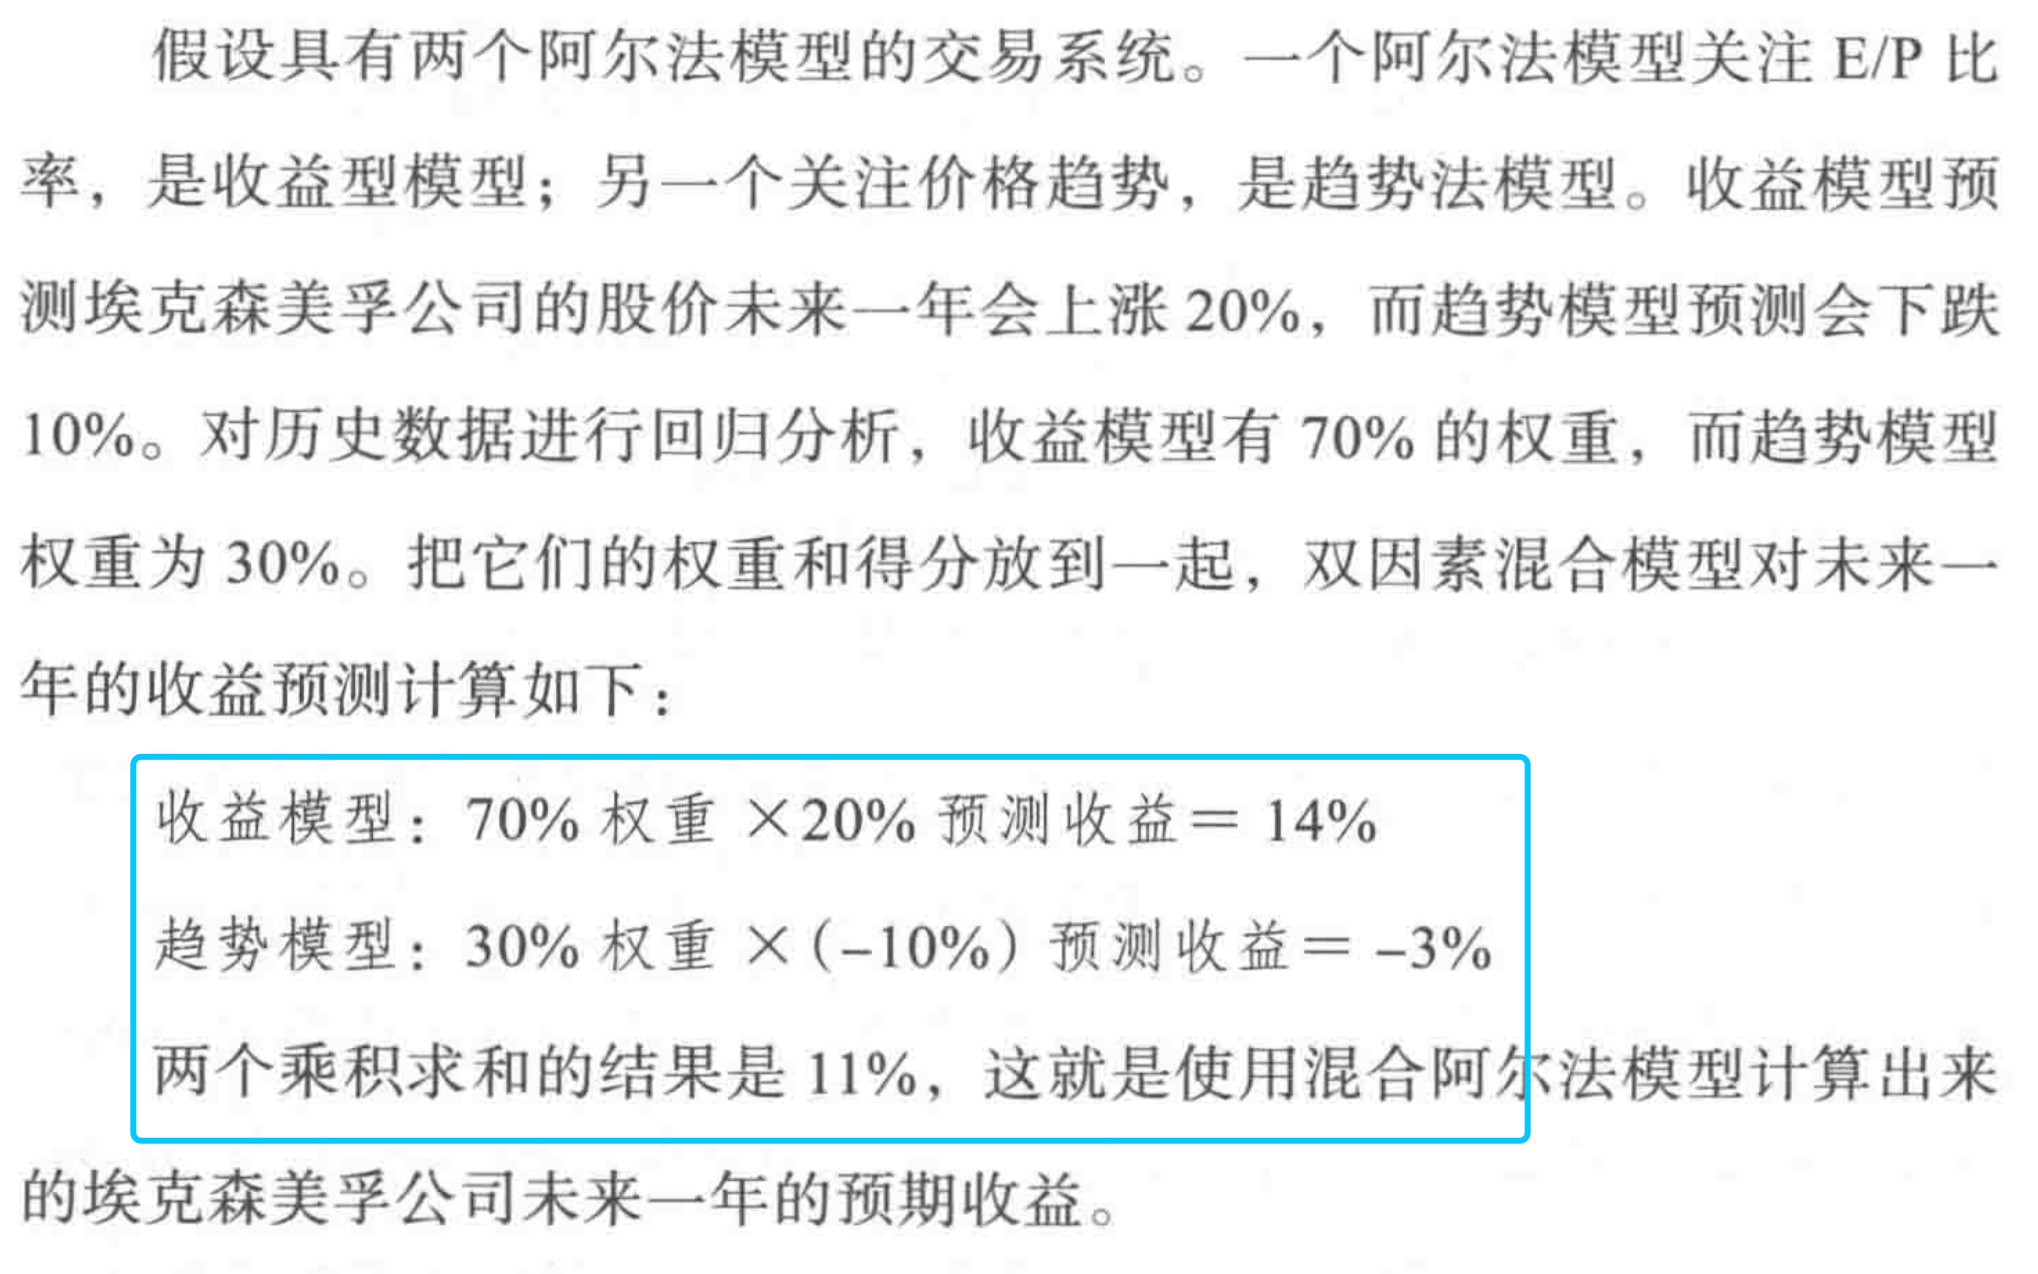 假设具有两个阿尔法模型的交易系统。一个阿尔法模型关注 E/P 比
率，是收益型模型；另一个关注价格趋势，是趋势法模型。收益模型预
测埃克森美孚公司的股价未来一年会上涨 20%，而趋势模型预测会下跌
10%。对历史数据进行回归分析，收益模型有 70% 的权重，而趋势模型
权重为 30%。把它们的权重和得分放到一起，双因素混合模型对未来一
年的收益预测计算如下：
收益模型：70% 权重 ×20% 预测收益＝ 14%
趋势模型：30% 权重 ×（–10%）预测收益＝ –3%
两个乘积求和的结果是 11%，这就是使用混合阿尔法模型计算出来
的埃克森美孚公司未来一年的预期收益。